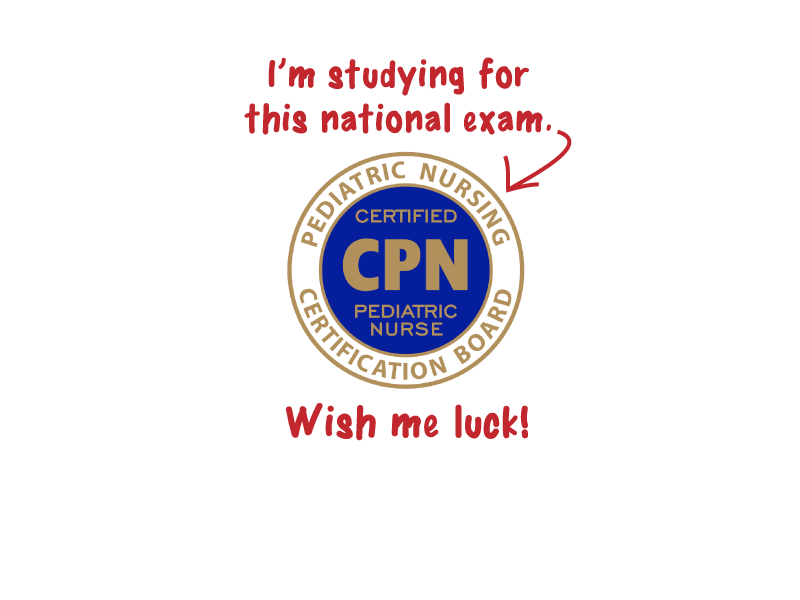 I'm studying for
this national exam.
PEDIATRIC NURSING
CERTIFIED
CPN
PEDIATRIC
NURSE
CERTIFICATION BOARD
Wish me luck!